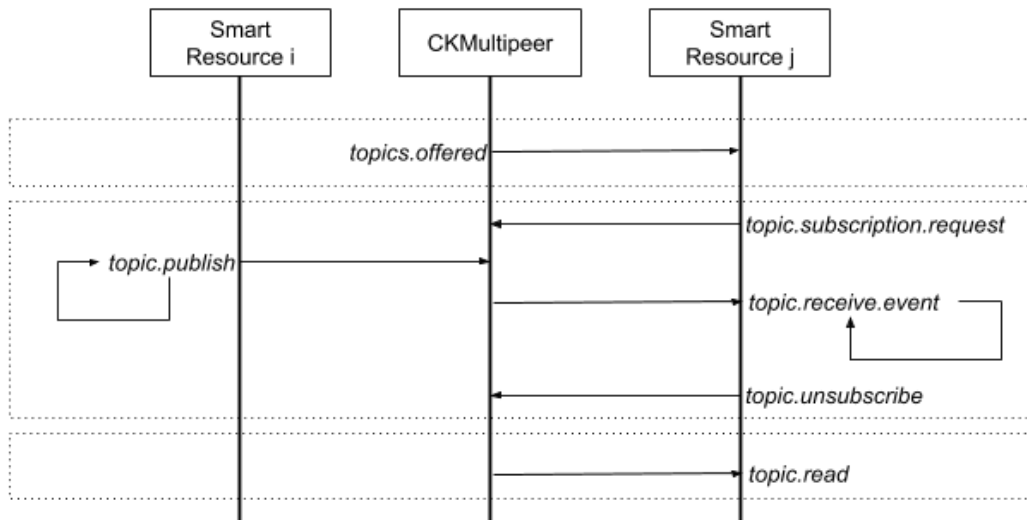 Smart
Resource i
CKMultipeer
Smart
Resource j
topics.offered
topic.subscription.request
topic.publish
topic.receive.event
topic.unsubscribe
topic.read